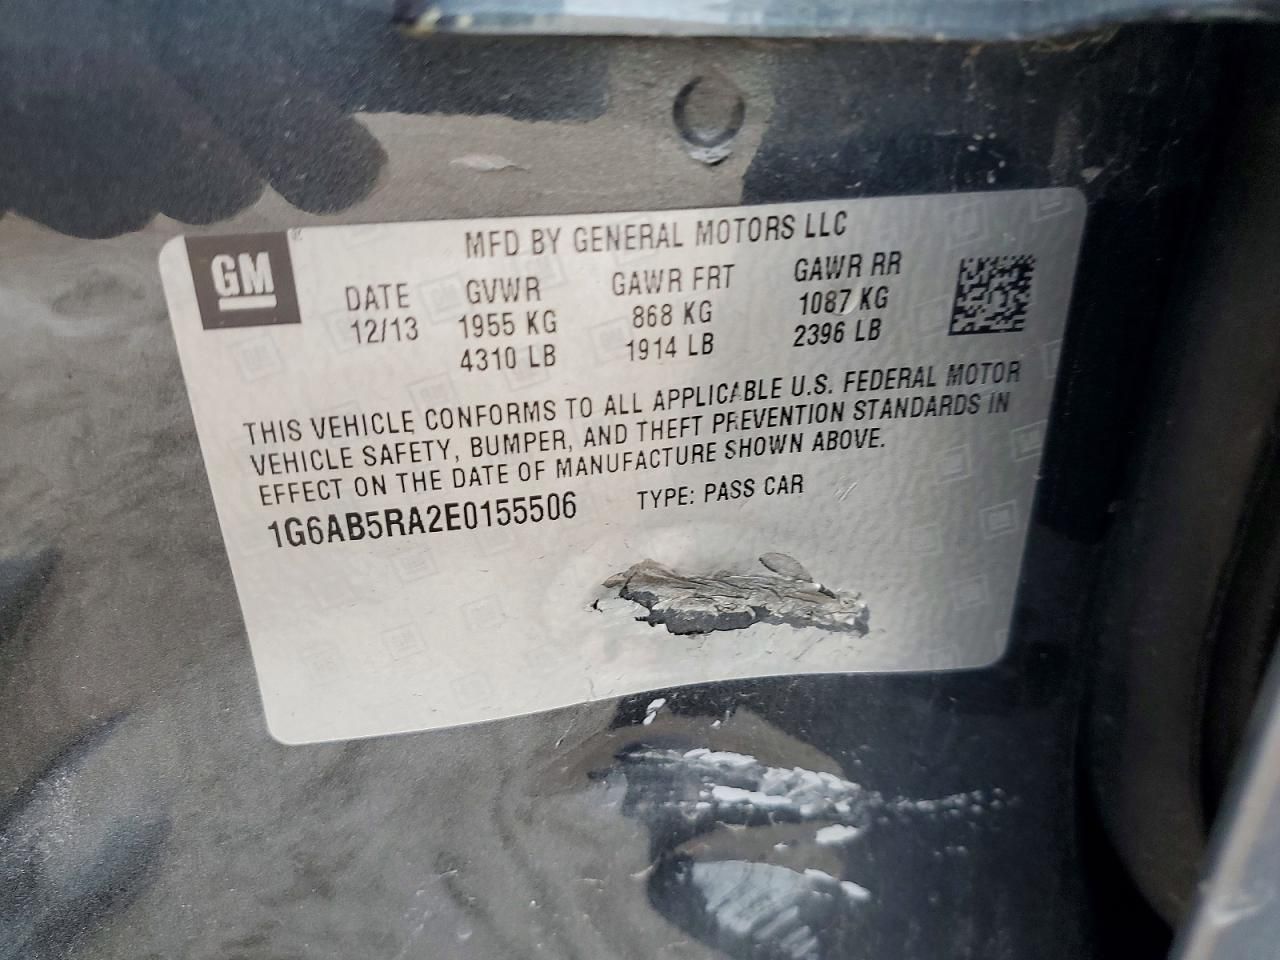 MFD BY GENERAL MOTORS LLC
GM
DATE GVWR GAWR FRT GAWR RR
12/13 1955 KG 868 KG 1087 KG
4310 LB 1914 LB 2396 LB
THIS VEHICLE CONFORMS TO ALL APPLICABLE U.S. FEDERAL MOTOR
VEHICLE SAFETY, BUMPER, AND THEFT PREVENTION STANDARDS IN
EFFECT ON THE DATE OF MANUFACTURE SHOWN ABOVE.
1G6AB5RA2E0155506 TYPE: PASS CAR